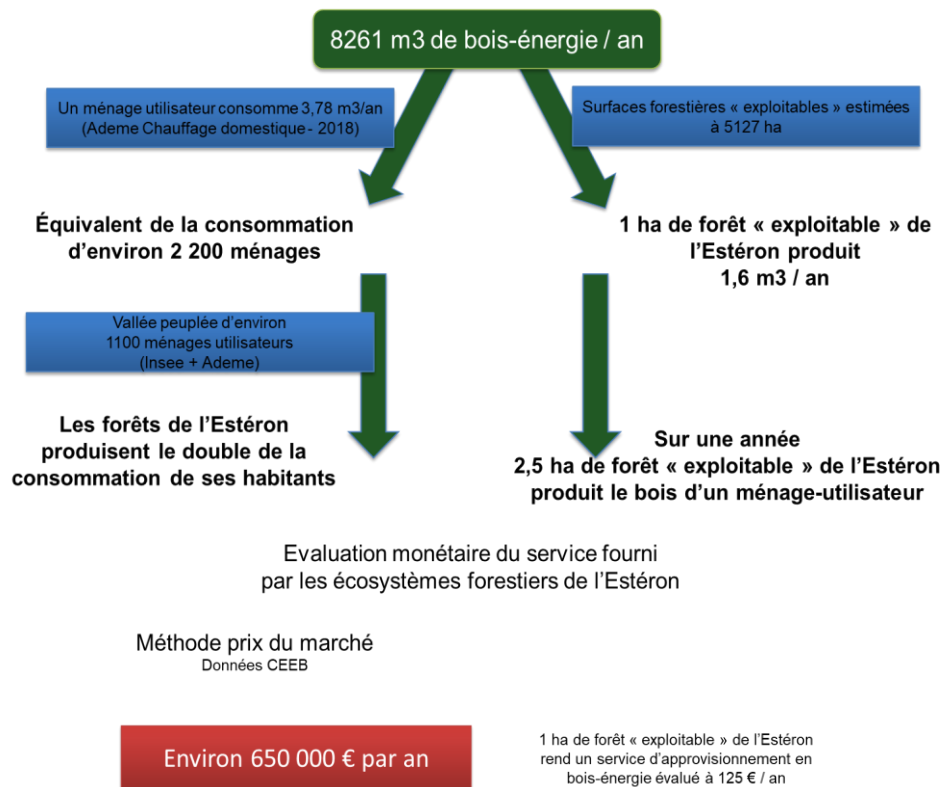 8261 m3 de bois-énergie / an
Un ménage utilisateur consomme 3,78 m3/an
(Ademe Chauffage domestique - 2018)
Surfaces forestières « exploitables » estimées
à 5127 ha
Équivalent de la consommation
d'environ 2 200 ménages
1 ha de forêt « exploitable » de
l'Estéron produit
1,6 m3 / an
Vallée peuplée d'environ
1100 ménages utilisateurs
(Insee + Ademe)
Les forêts de l'Estéron
produisent le double de la
consommation de ses habitants
Sur une année
2,5 ha de forêt « exploitable » de l'Estéron
produit le bois d'un ménage-utilisateur
Evaluation monétaire du service fourni
par les écosystèmes forestiers de l'Estéron
Méthode prix du marché
Données CEEB
Environ 650 000 € par an
1 ha de forêt « exploitable » de l'Estéron
rend un service d'approvisionnement en
bois-énergie évalué à 125 € / an